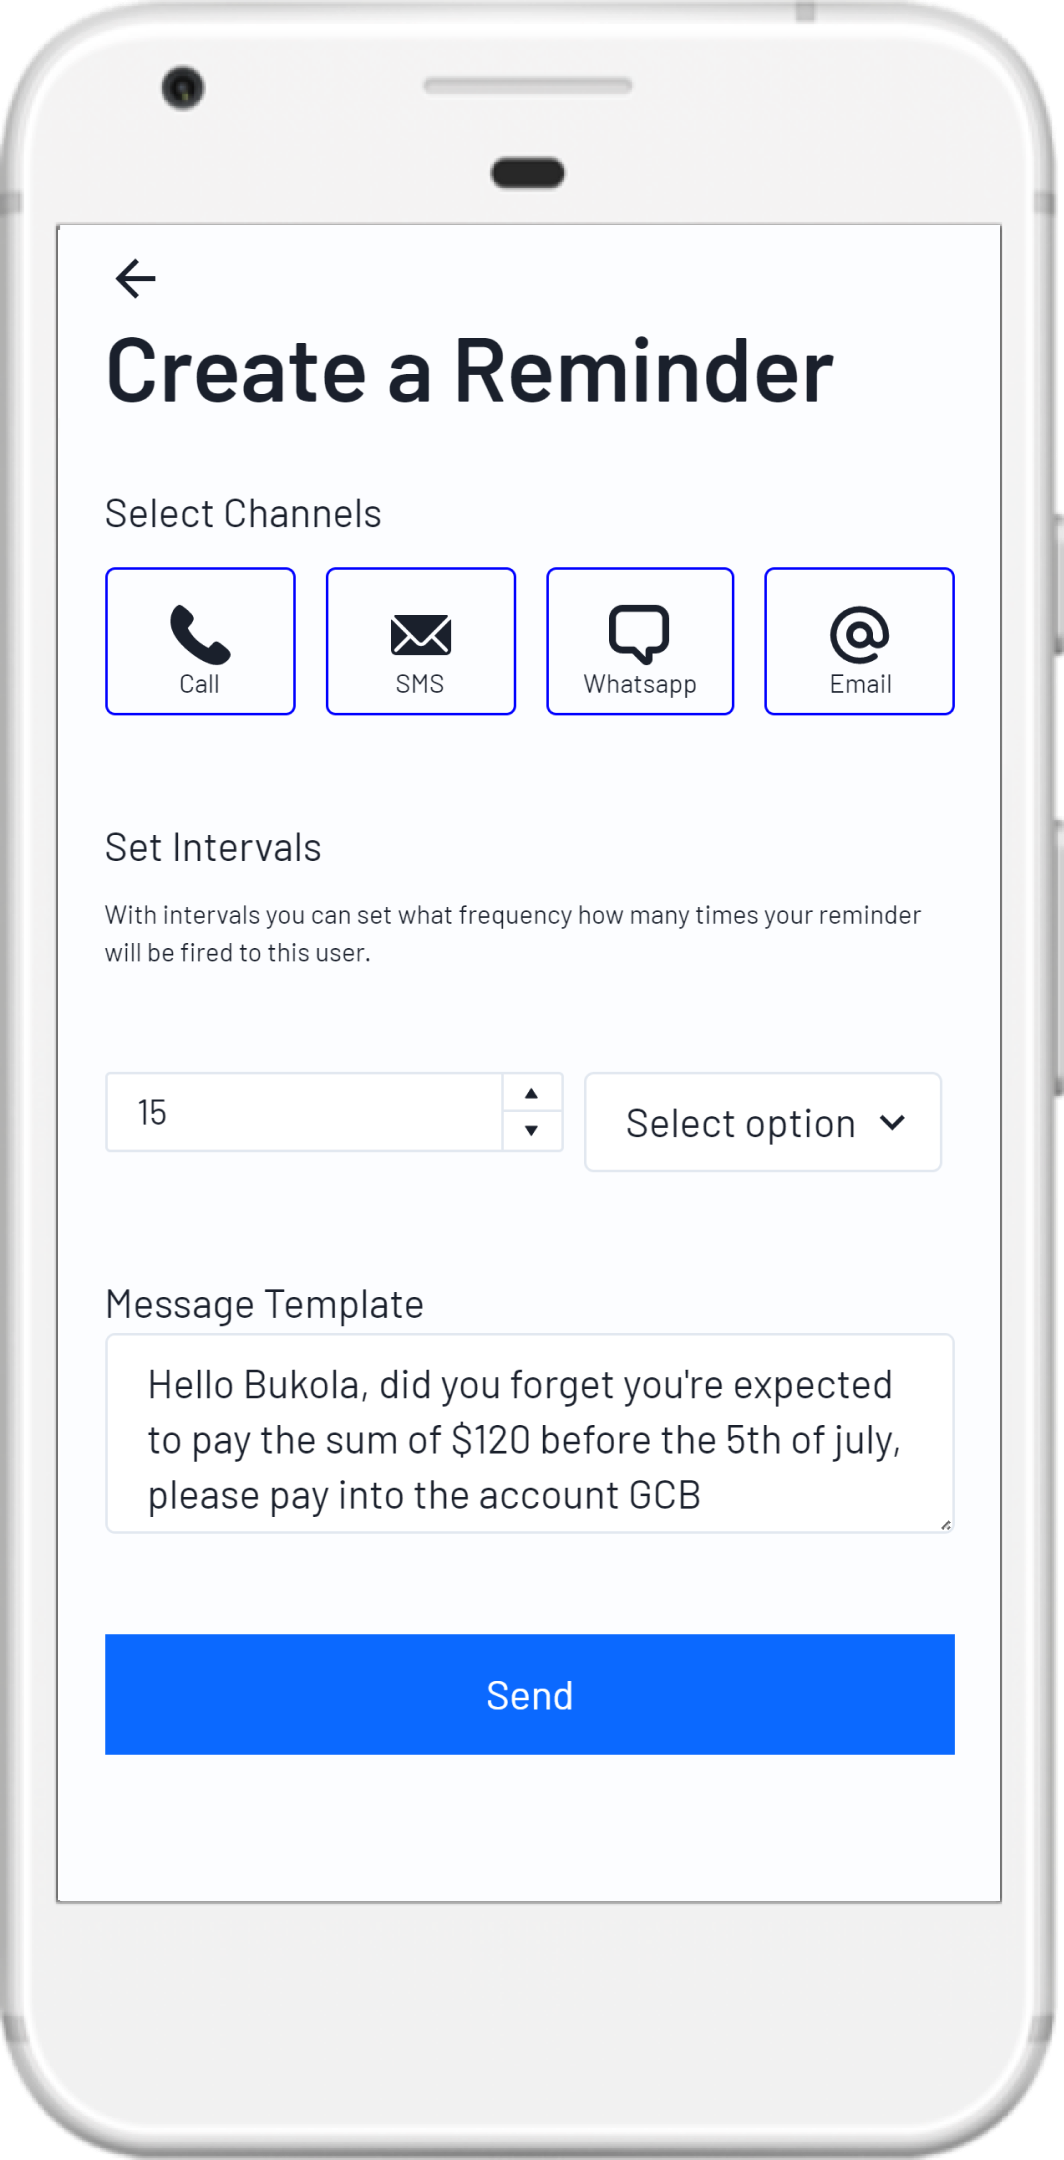 Create a Reminder
Select Channels
Call
SMS
Whatsapp
Email
Set Intervals
With intervals you can set what frequency how many times your reminder
will be fired to this user.
15
Select option
Message Template
Hello Bukola, did you forget you're expected
to pay the sum of $120 before the 5th of july,
please pay into the account GCB
Send